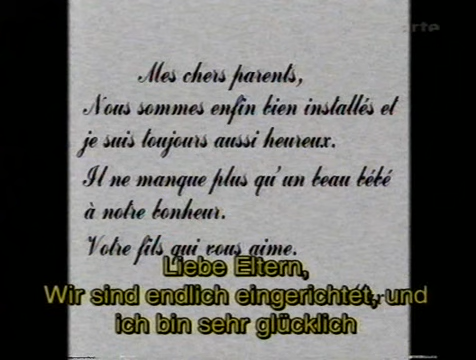 arte
Mes chers parents,
Nous sommes enfin bien installés et
je suis toujours aussi heureux.
Il ne manque plus qu'un beau bébé
à notre bonheur.
Votre fils qui vous aime.
Liebe Eltern,
Wir sind endlich eingerichtet, und
ich bin sehr glücklich